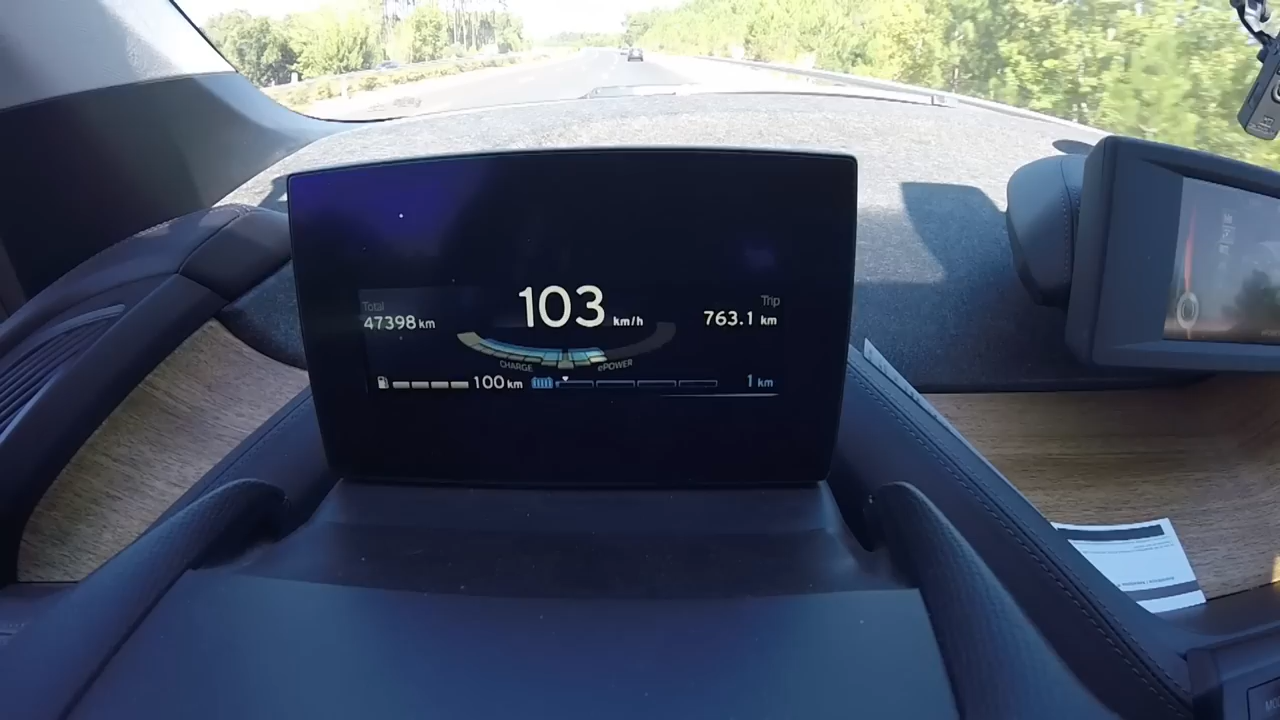 Total
47398 km
103 km/h
Trip
763.1 km
CHARGE
ePOWER
100 km
1 km